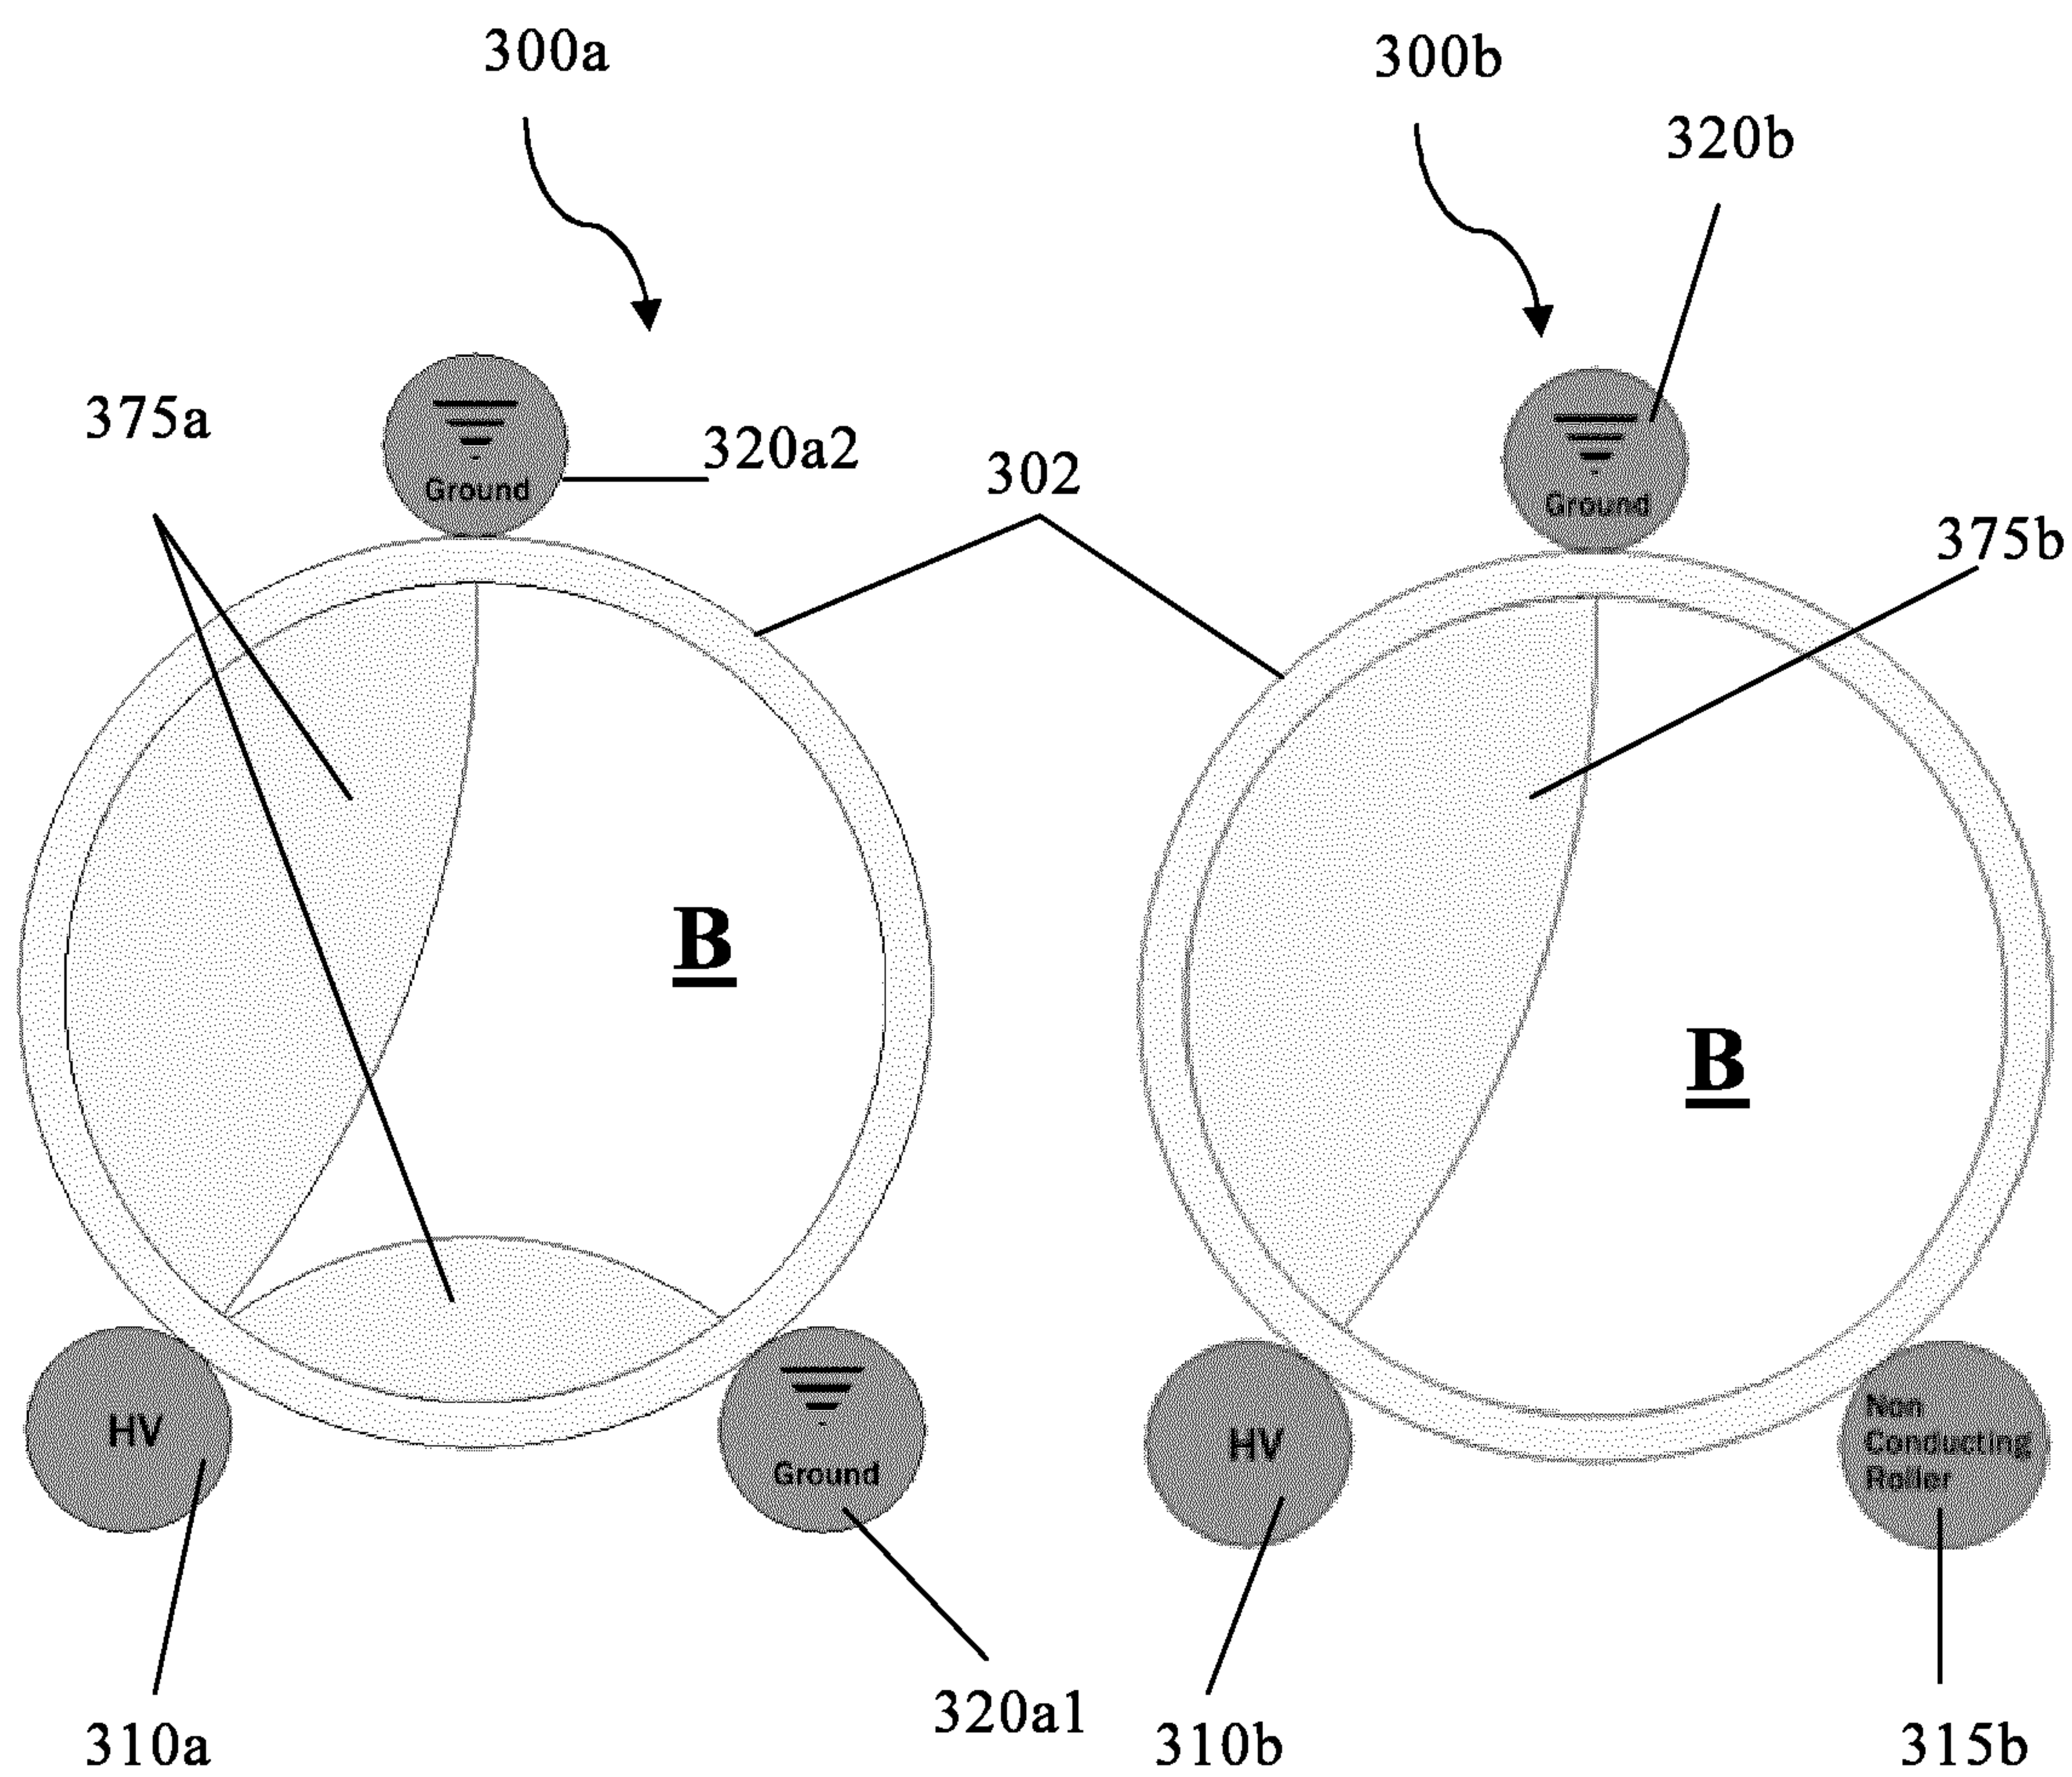 300a
300b
320b
375a
320a2
302
Ground
Ground
375b
B
B
HV
Ground
HV
Non
Conducting
Roller
310a
320a1
310b
315b